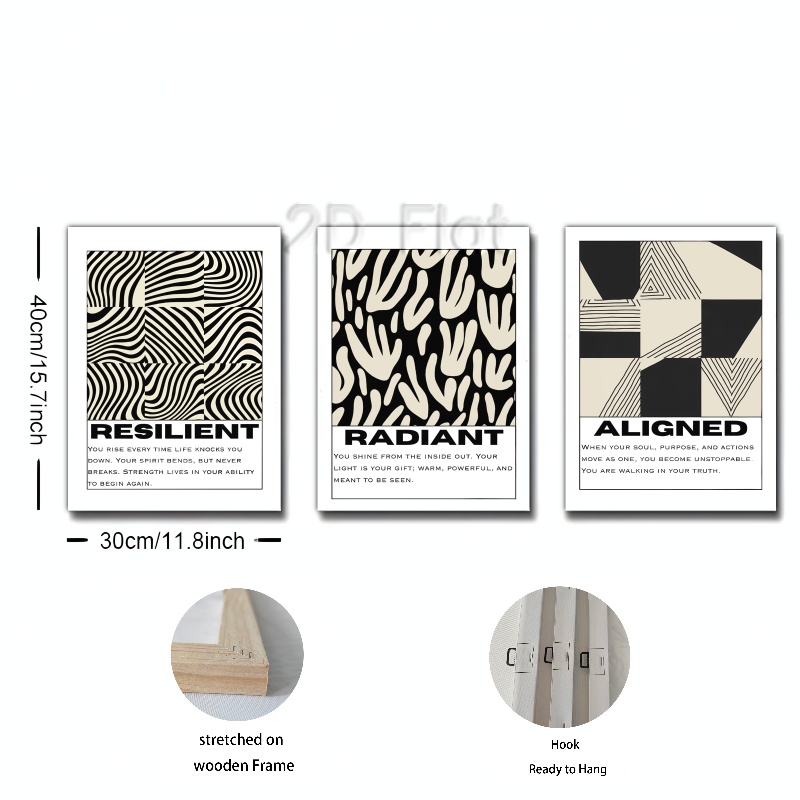 2D Flat
RESILIENT
YOU RISE EVERY TIME LIFE KNOCKS YOU
DOWN. YOUR SPIRIT BENDS, BUT NEVER
BREAKS. STRENGTH LIVES IN YOUR ABILITY
TO BEGIN AGAIN.
RADIANT
YOU SHINE FROM THE INSIDE OUT. YOUR
LIGHT IS YOUR GIFT; WARM, POWERFUL, AND
MEANT TO BE SEEN.
ALIGNED
WHEN YOUR SOUL, PURPOSE, AND ACTIONS
MOVE AS ONE, YOU BECOME UNSTOPPABLE.
YOU ARE WALKING IN YOUR TRUTH.
40cm/15.7inch
30cm/11.8inch
stretched on
wooden Frame
Hook
Ready to Hang